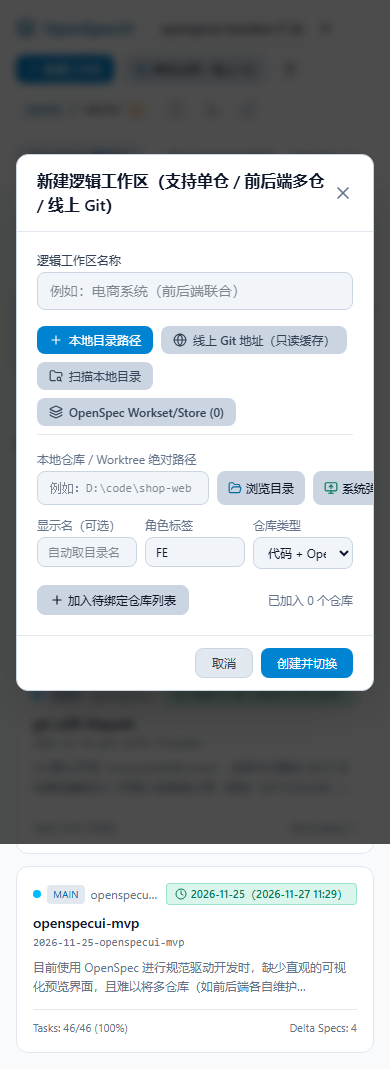 新建逻辑工作区（支持单仓 / 前后端多仓
/ 线上 Git）
逻辑工作区名称
例如：电商系统（前后端联合）
本地目录路径
线上 Git 地址（只读缓存）
扫描本地目录
OpenSpec Workset/Store (0)
本地仓库 / Worktree 绝对路径
例如: D:\code\shop-web
浏览目录
系统弹
显示名（可选）
角色标签
仓库类型
自动取目录名
FE
代码 + Ope
加入待绑定仓库列表
已加入 0 个仓库
取消
创建并切换
MAIN
openspecu...
2026-11-25（2026-11-27 11:29）
openspecui-mvp
2026-11-25-openspecui-mvp
目前使用 OpenSpec 进行规范驱动开发时，缺少直观的可视
化预览界面，且难以将多仓库（如前后端各自维护...
Tasks: 46/46 (100%)
Delta Specs: 4